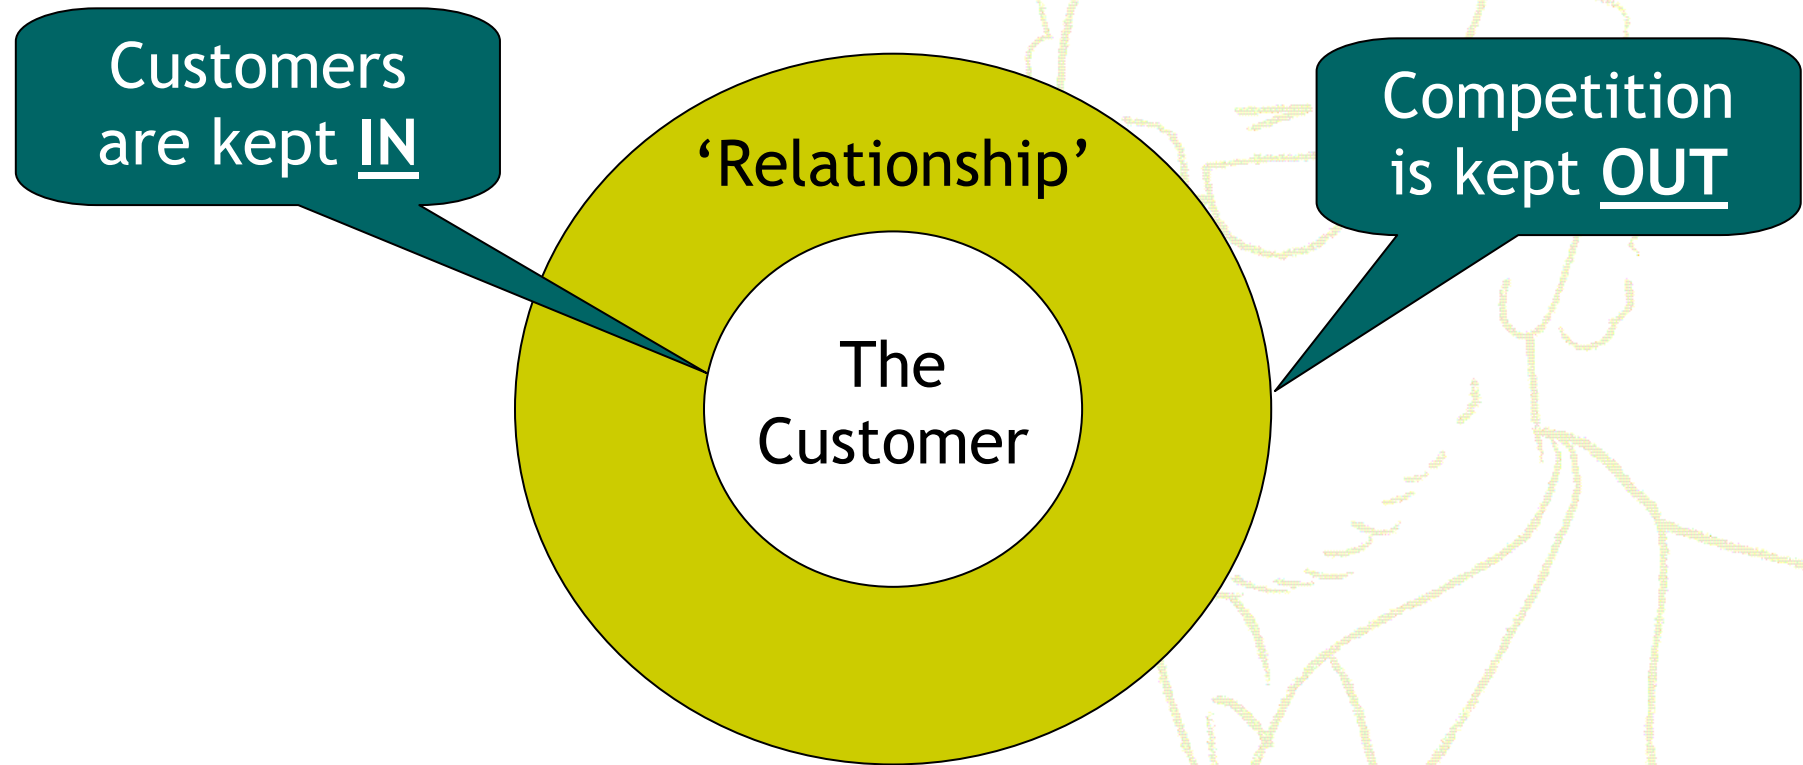 Customers
are kept IN
‘Relationship’
Competition
is kept OUT
The
Customer